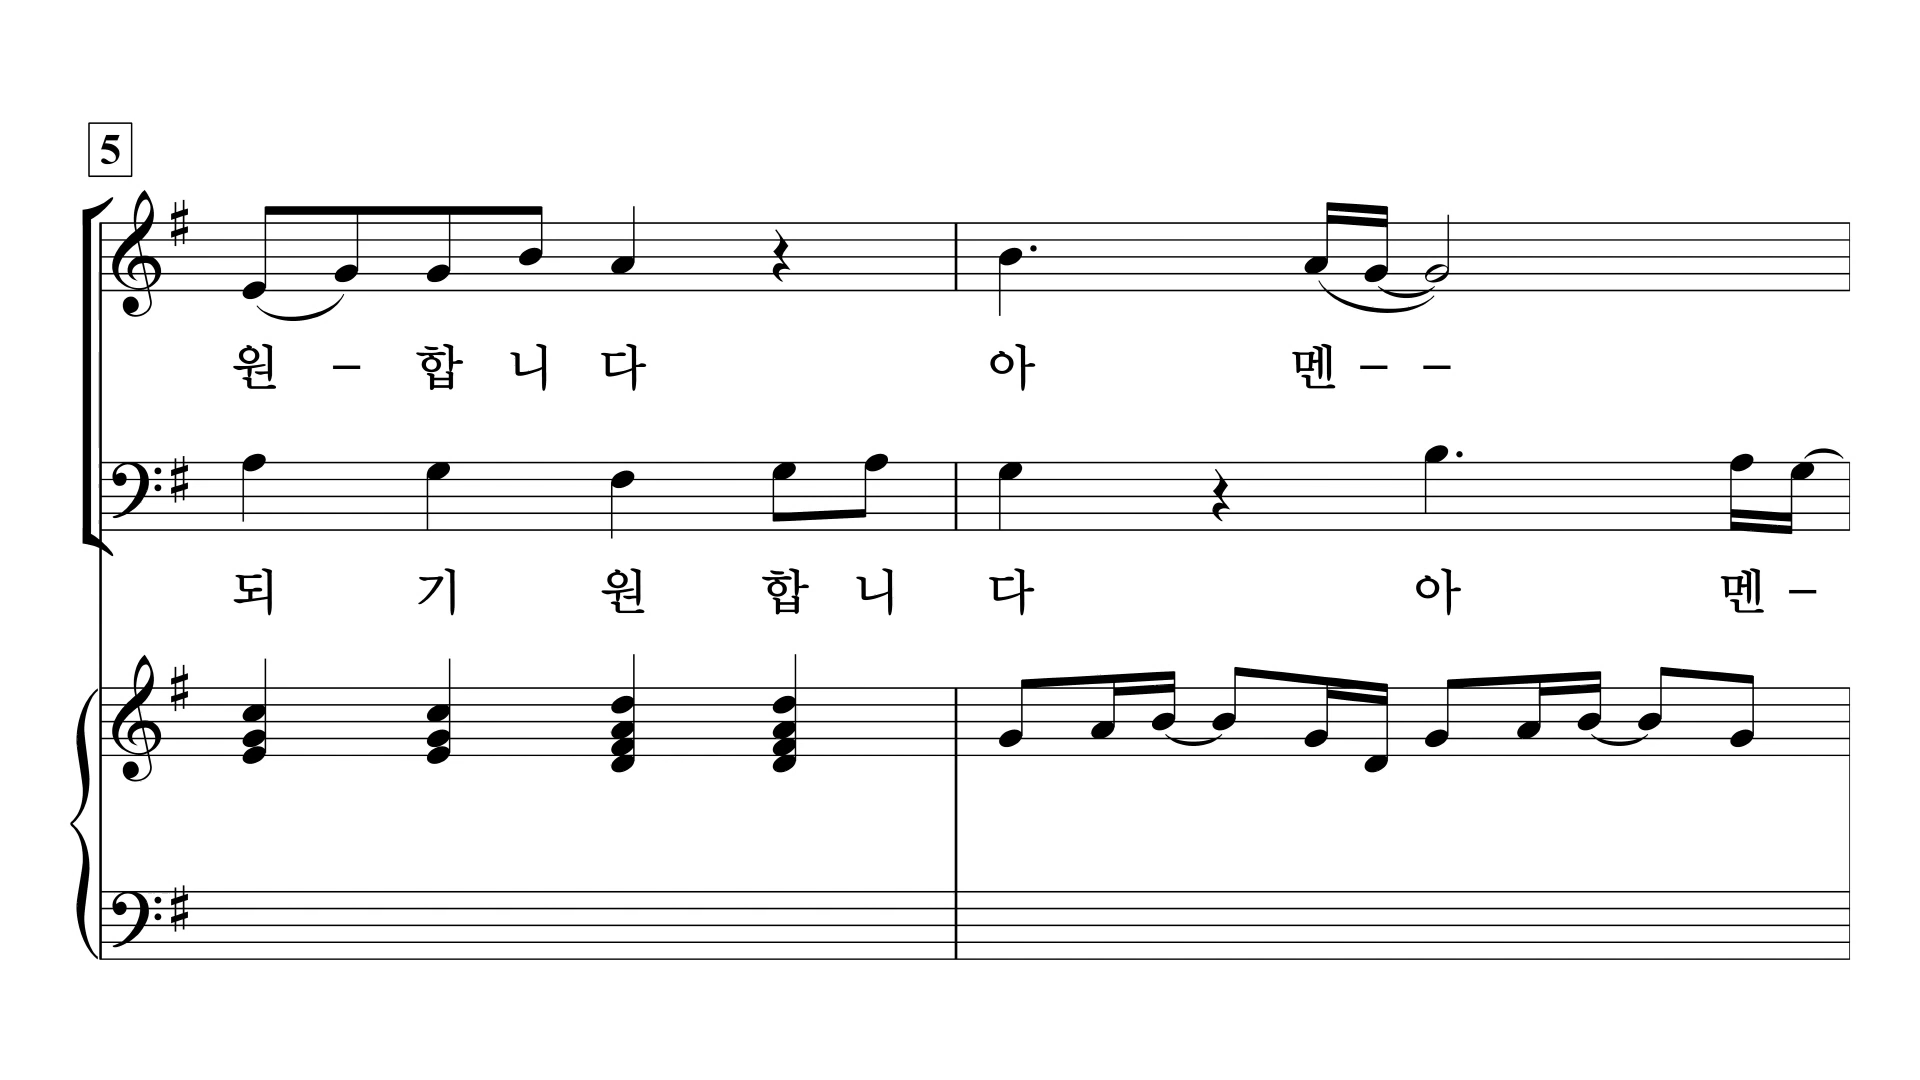 5
원 – 합 니 다 아 멘 – –
되 기 원 합 니 다 아 멘 –